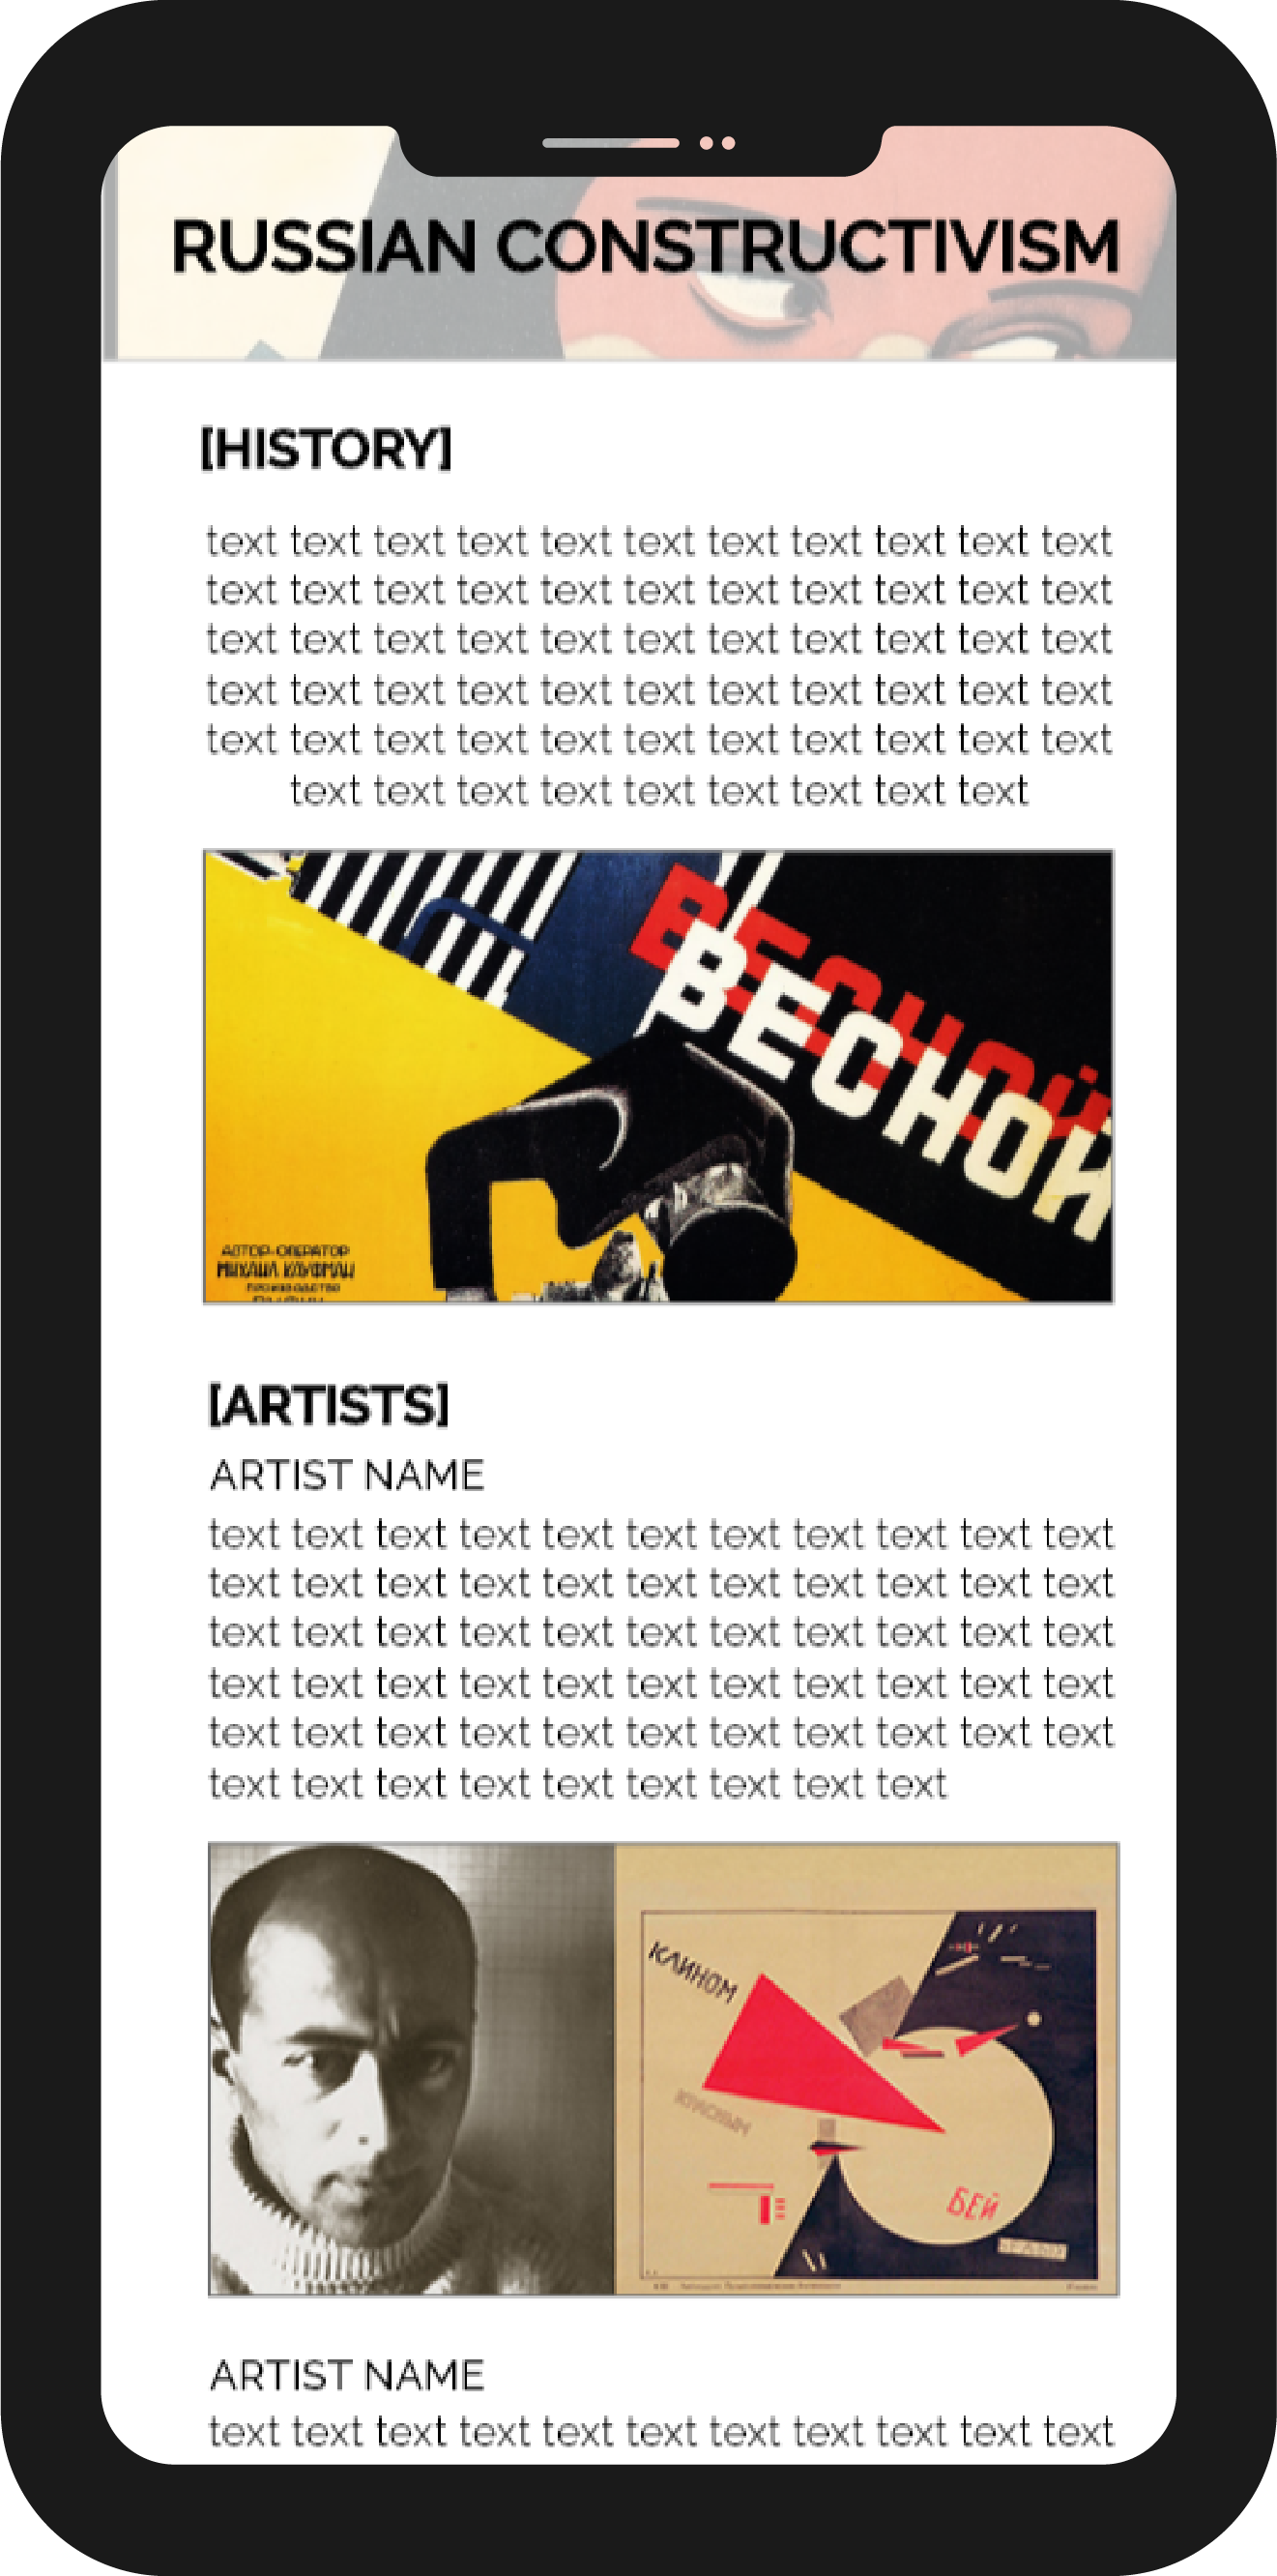 RUSSIAN CONSTRUCTIVISM
[HISTORY]
text text text text text text text text text text text
text text text text text text text text text text text
text text text text text text text text text text text
text text text text text text text text text text text
text text text text text text text text text text text
text text text text text text text text text
ВЕСНОЙ
ВЕСНОЙ
АВТОР-ОПЕРАТОР
МИХАИЛ КАУФМАН
ПРОИЗВОДСТВО
[ARTISTS]
ARTIST NAME
text text text text text text text text text text text
text text text text text text text text text text text
text text text text text text text text text text text
text text text text text text text text text text text
text text text text text text text text text text text
text text text text text text text text text
КЛИНОМ
КРАСНЫМ
БЕЙ
ARTIST NAME
text text text text text text text text text text text